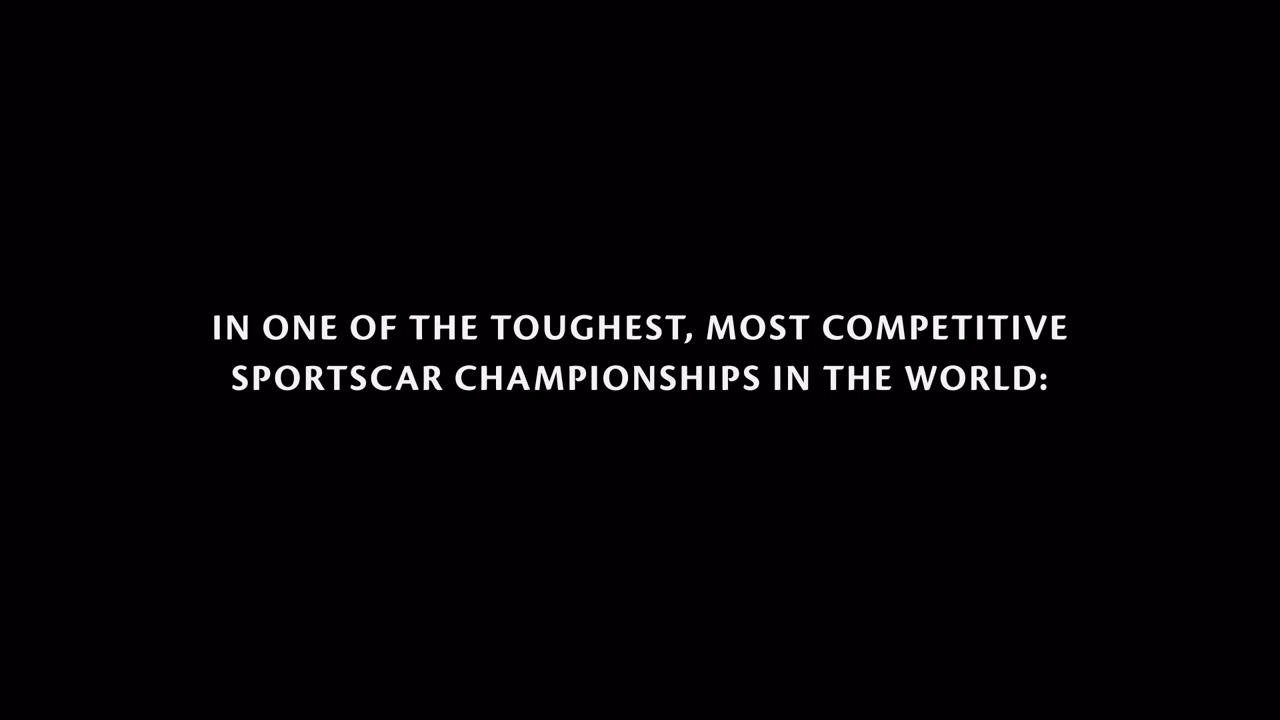 IN ONE OF THE TOUGHEST, MOST COMPETITIVE
SPORTSCAR CHAMPIONSHIPS IN THE WORLD: